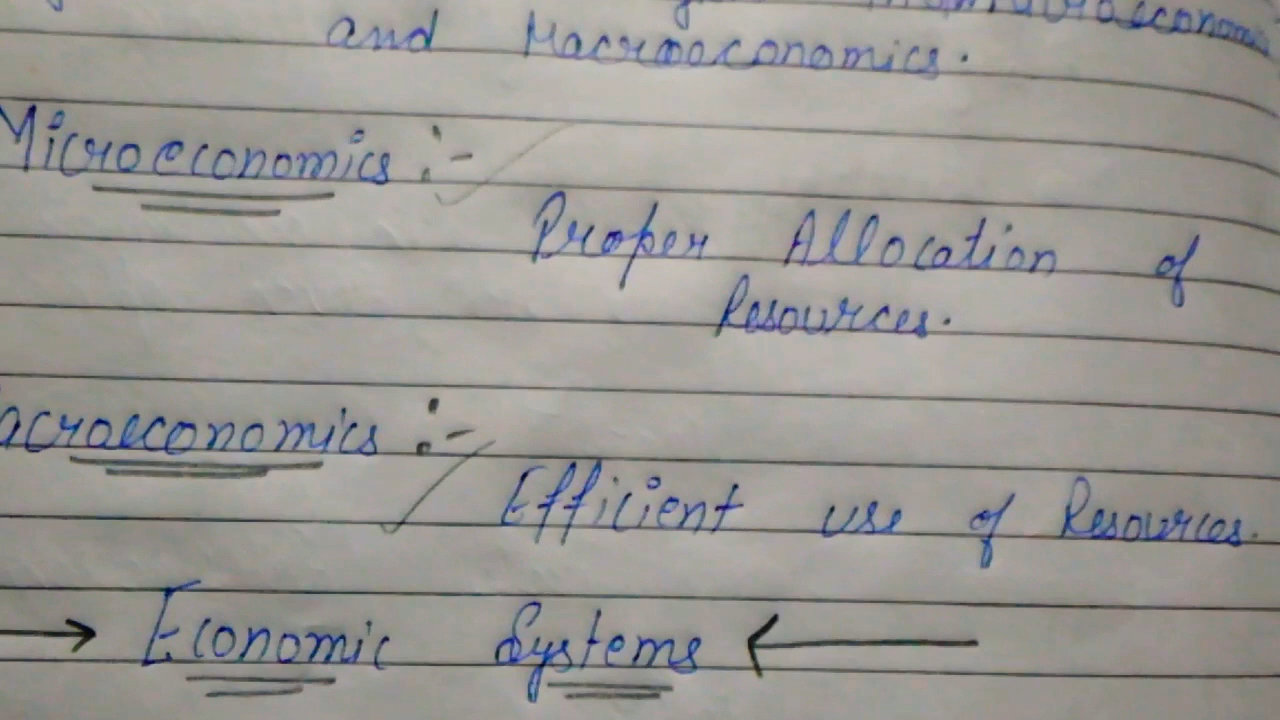 and Macroeconomics.
Microeconomics :-
Proper Allocation of
Resources.
acroeconomics :-
Efficient use of Resources.
→ Economic Systems ←